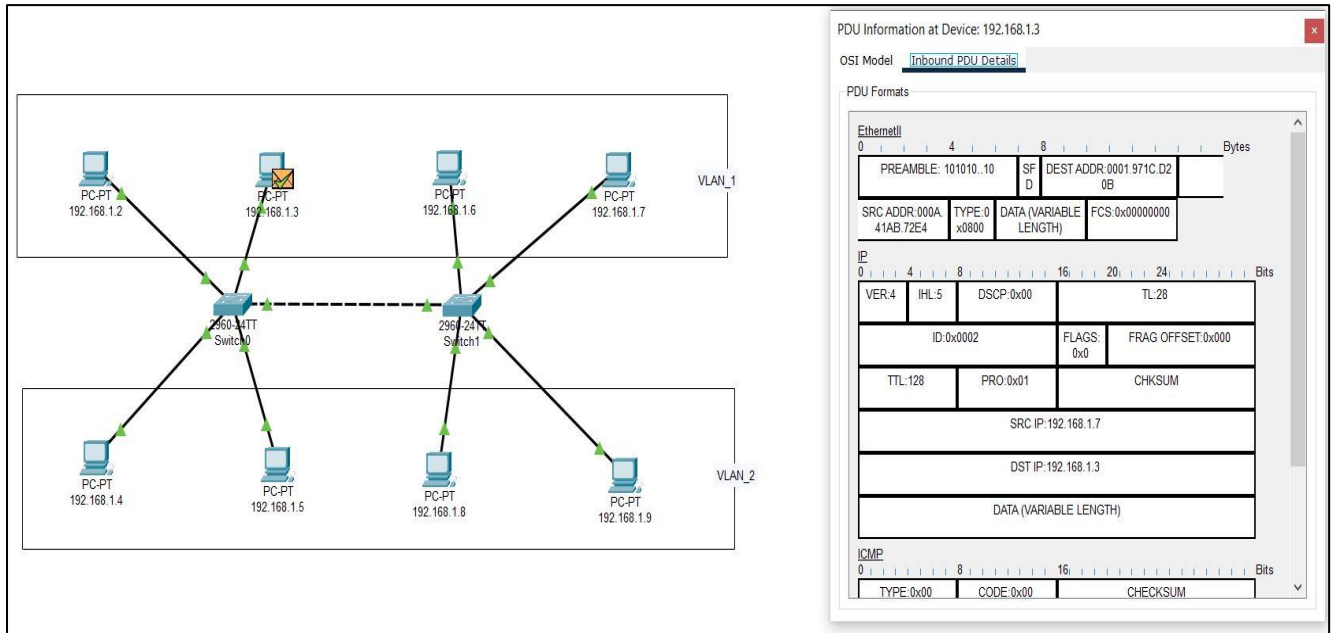 PC-PT
192.168.1.2
PC-PT
192.168.1.3
PC-PT
192.168.1.6
PC-PT
192.168.1.7
VLAN_1
2960-24TT
Switch0
2960-24TT
Switch1
PC-PT
192.168.1.4
PC-PT
192.168.1.5
PC-PT
192.168.1.8
PC-PT
192.168.1.9
VLAN_2
PDU Information at Device: 192.168.1.3
x
OSI Model Inbound PDU Details
PDU Formats
EthernetII
0 4 8 Bytes
PREAMBLE: 101010..10
SF
D
DEST ADDR:0001.971C.D2
0B
SRC ADDR:000A.
41AB.72E4
TYPE:0
x0800
DATA (VARIABLE
LENGTH)
FCS:0x00000000
IP
0 4 8 16 20 24 Bits
VER:4 IHL:5 DSCP:0x00 TL:28
ID:0x0002
FLAGS:
0x0
FRAG OFFSET:0x000
TTL:128 PRO:0x01 CHKSUM
SRC IP:192.168.1.7
DST IP:192.168.1.3
DATA (VARIABLE LENGTH)
ICMP
0 8 16 Bits
TYPE:0x00 CODE:0x00 CHECKSUM